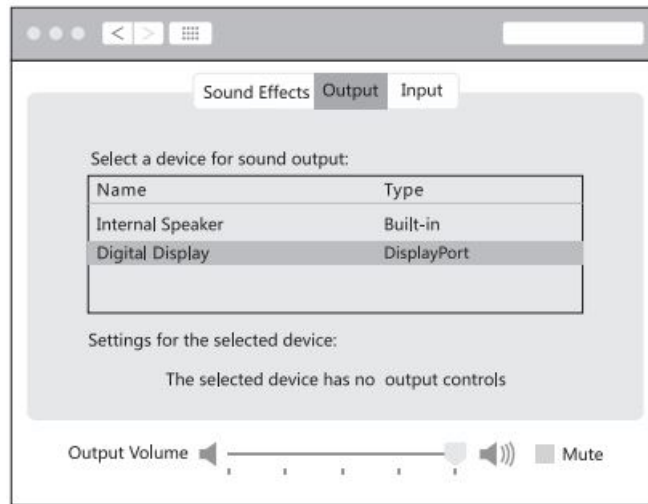 Sound Effects Output Input
Select a device for sound output:
Name Type
Internal Speaker Built-in
Digital Display DisplayPort
Settings for the selected device:
The selected device has no output controls
Output Volume Mute